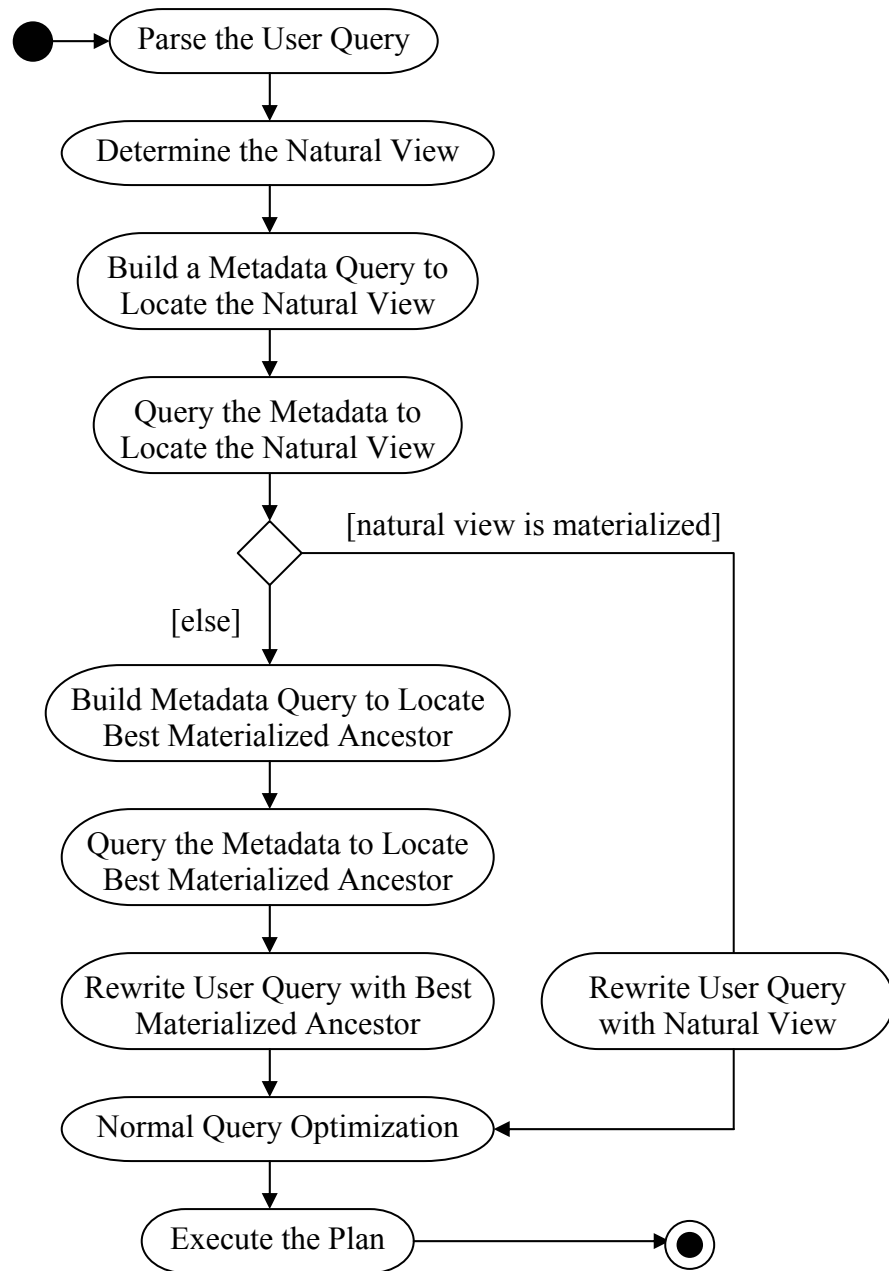 Parse the User Query
Determine the Natural View
Build a Metadata Query to
Locate the Natural View
Query the Metadata to
Locate the Natural View
[natural view is materialized]
[else]
Build Metadata Query to Locate
Best Materialized Ancestor
Query the Metadata to Locate
Best Materialized Ancestor
Rewrite User Query with Best
Materialized Ancestor
Rewrite User Query
with Natural View
Normal Query Optimization
Execute the Plan